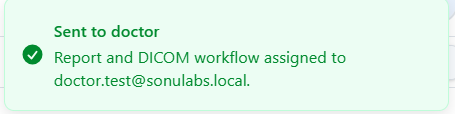 Sent to doctor
Report and DICOM workflow assigned to
doctor.test@sonulabs.local.